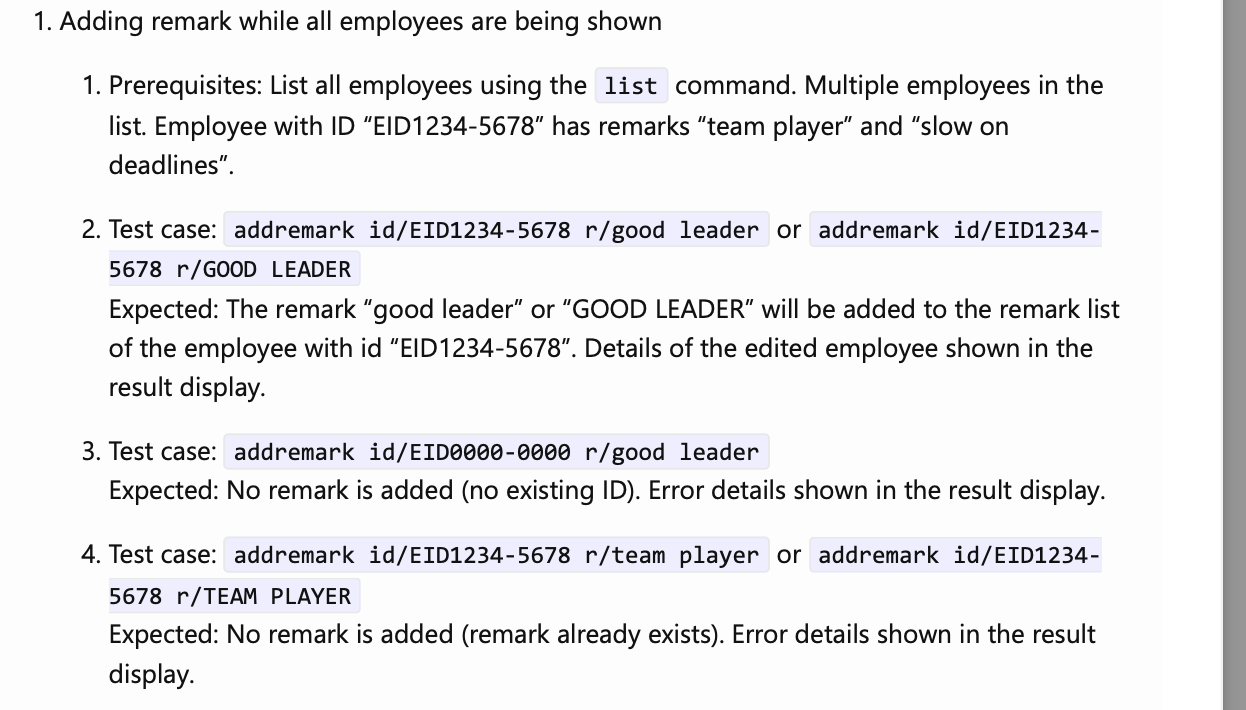 1. Adding remark while all employees are being shown
1. Prerequisites: List all employees using the list command. Multiple employees in the
list. Employee with ID “EID1234-5678” has remarks “team player” and “slow on
deadlines”.
2. Test case: addremark id/EID1234-5678 r/good leader or addremark id/EID1234-
5678 r/GOOD LEADER
Expected: The remark “good leader” or “GOOD LEADER” will be added to the remark list
of the employee with id “EID1234-5678”. Details of the edited employee shown in the
result display.
3. Test case: addremark id/EID0000-0000 r/good leader
Expected: No remark is added (no existing ID). Error details shown in the result display.
4. Test case: addremark id/EID1234-5678 r/team player or addremark id/EID1234-
5678 r/TEAM PLAYER
Expected: No remark is added (remark already exists). Error details shown in the result
display.